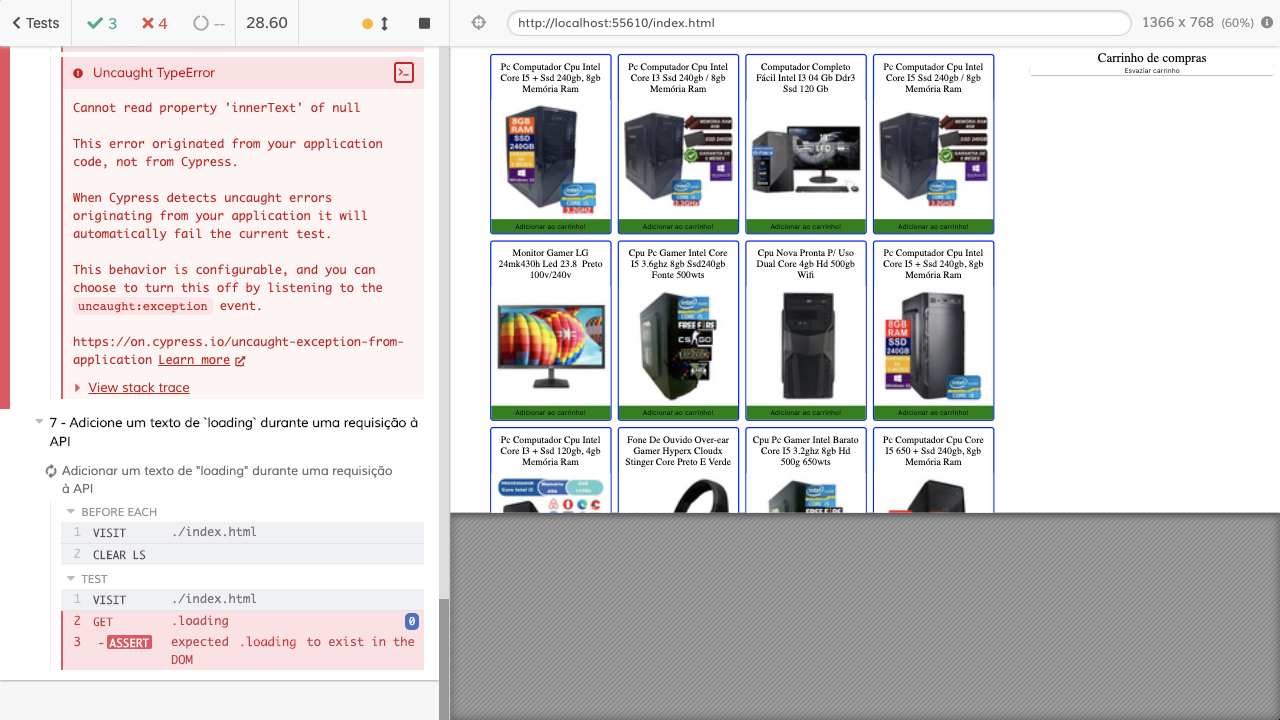 Tests
3
4
--
28.60
http://localhost:55610/index.html
1366 x 768 (60%)
Uncaught TypeError
Cannot read property 'innerText' of null
This error originated from your application
code, not from Cypress.
When Cypress detects uncaught errors
originating from your application it will
automatically fail the current test.
This behavior is configurable, and you can
choose to turn this off by listening to the
uncaught:exception event.
https://on.cypress.io/uncaught-exception-from-
application Learn more
View stack trace
7 - Adicione um texto de `loading` durante uma requisição à
API
Adicionar um texto de "loading" durante uma requisição
à API
BEFORE EACH
1 VISIT ./index.html
2 CLEAR LS
TEST
1 VISIT ./index.html
2 GET .loading 0
3 -ASSERT expected .loading to exist in the
DOM
Pc Computador Cpu Intel
Core I5 + Ssd 240gb, 8gb
Memória Ram
8GB
RAM
SSD
240GB
Adicionar ao carrinho!
Pc Computador Cpu Intel
Core I3 Ssd 240gb / 8gb
Memória Ram
Adicionar ao carrinho!
Computador Completo
Fácil Intel I3 04 Gb Ddr3
Ssd 120 Gb
Adicionar ao carrinho!
Pc Computador Cpu Intel
Core I5 Ssd 240gb / 8gb
Memória Ram
Adicionar ao carrinho!
Monitor Gamer LG
24mk430h Led 23.8 Preto
100v/240v
Adicionar ao carrinho!
Cpu Pc Gamer Intel Core
I5 3.6ghz 8gb Ssd240gb
Fonte 500wts
FREE FIRE
CS:GO
Adicionar ao carrinho!
Cpu Nova Pronta P/ Uso
Dual Core 4gb Hd 500gb
Wifi
Adicionar ao carrinho!
Pc Computador Cpu Intel
Core I5 + Ssd 240gb, 8gb
Memória Ram
8GB
RAM
SSD
240GB
Adicionar ao carrinho!
Pc Computador Cpu Intel
Core I3 + Ssd 120gb, 4gb
Memória Ram
Fone De Ouvido Over-ear
Gamer Hyperx Cloudx
Stinger Core Preto E Verde
Cpu Pc Gamer Intel Barato
Core I5 3.2ghz 8gb Hd
500g 650wts
Pc Computador Cpu Core
I5 650 + Ssd 240gb, 8gb
Memória Ram
Carrinho de compras
Esvaziar carrinho